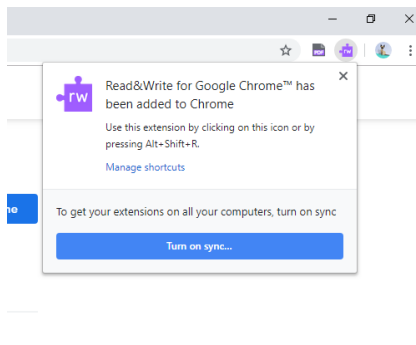 rw
Read&Write for Google Chrome™ has
been added to Chrome
Use this extension by clicking on this icon or by
pressing Alt+Shift+R.
Manage shortcuts
ne
To get your extensions on all your computers, turn on sync
Turn on sync...